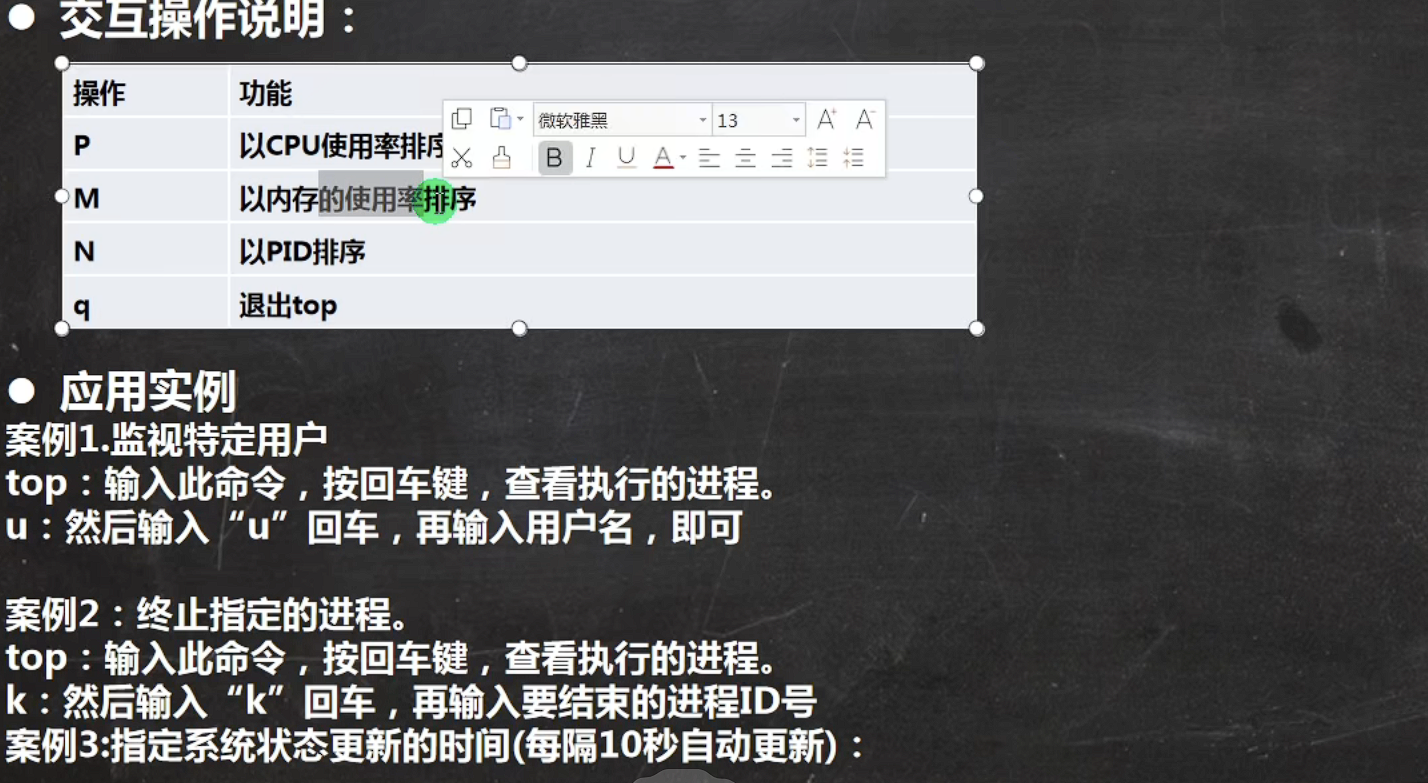 ● 交互操作说明：
操作 功能
微软雅黑 13
P 以CPU使用率排序
B I U A
M 以内存的使用率排序
N 以PID排序
q 退出top
● 应用实例
案例1.监视特定用户
top：输入此命令，按回车键，查看执行的进程。
u：然后输入“u”回车，再输入用户名，即可
案例2：终止指定的进程。
top：输入此命令，按回车键，查看执行的进程。
k：然后输入“k”回车，再输入要结束的进程ID号
案例3:指定系统状态更新的时间(每隔10秒自动更新)：